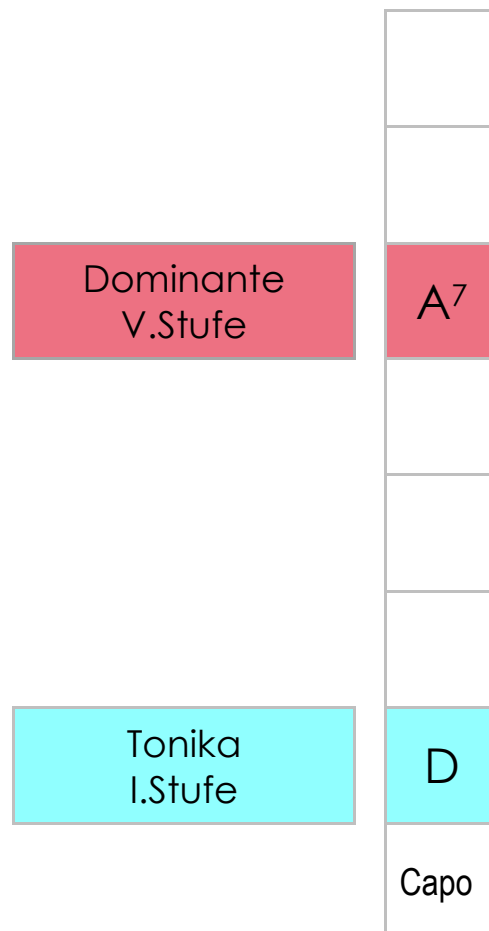 Dominante
V.Stufe
A⁷
Tonika
I.Stufe
D
Capo